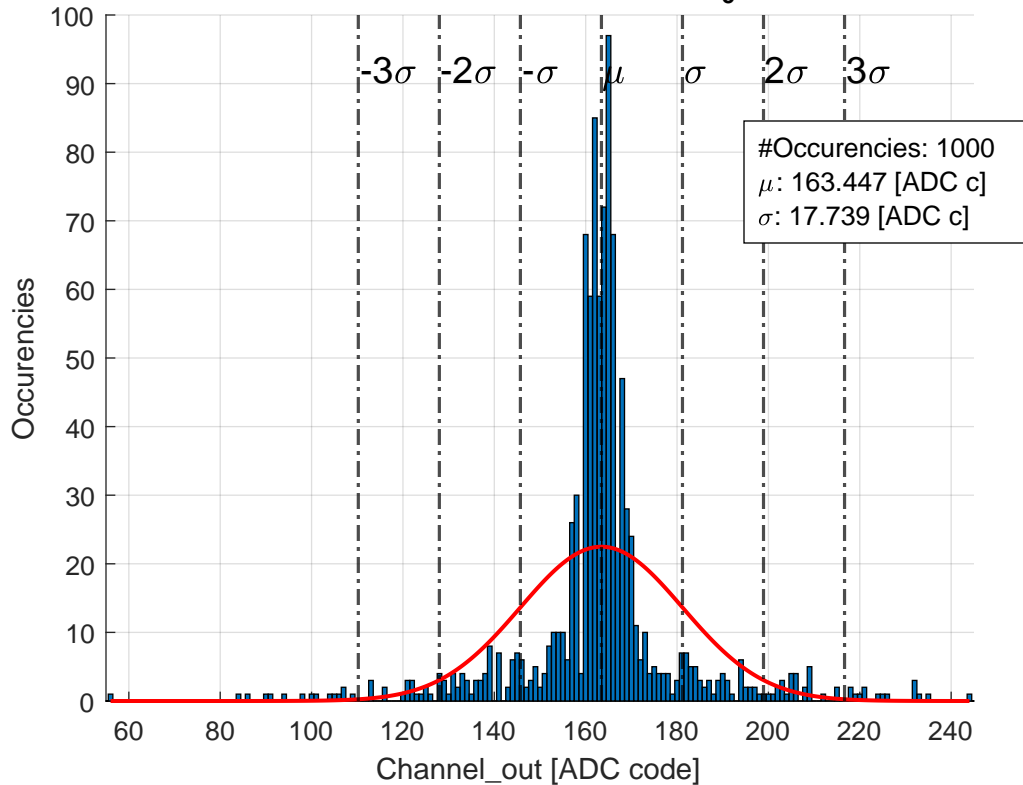 100
90
80
70
60
50
40
30
20
10
0
-3σ -2σ -σ μ σ 2σ 3σ
#Occurencies: 1000
μ: 163.447 [ADC c]
σ: 17.739 [ADC c]
Occurencies
60 80 100 120 140 160 180 200 220 240
Channel_out [ADC code]